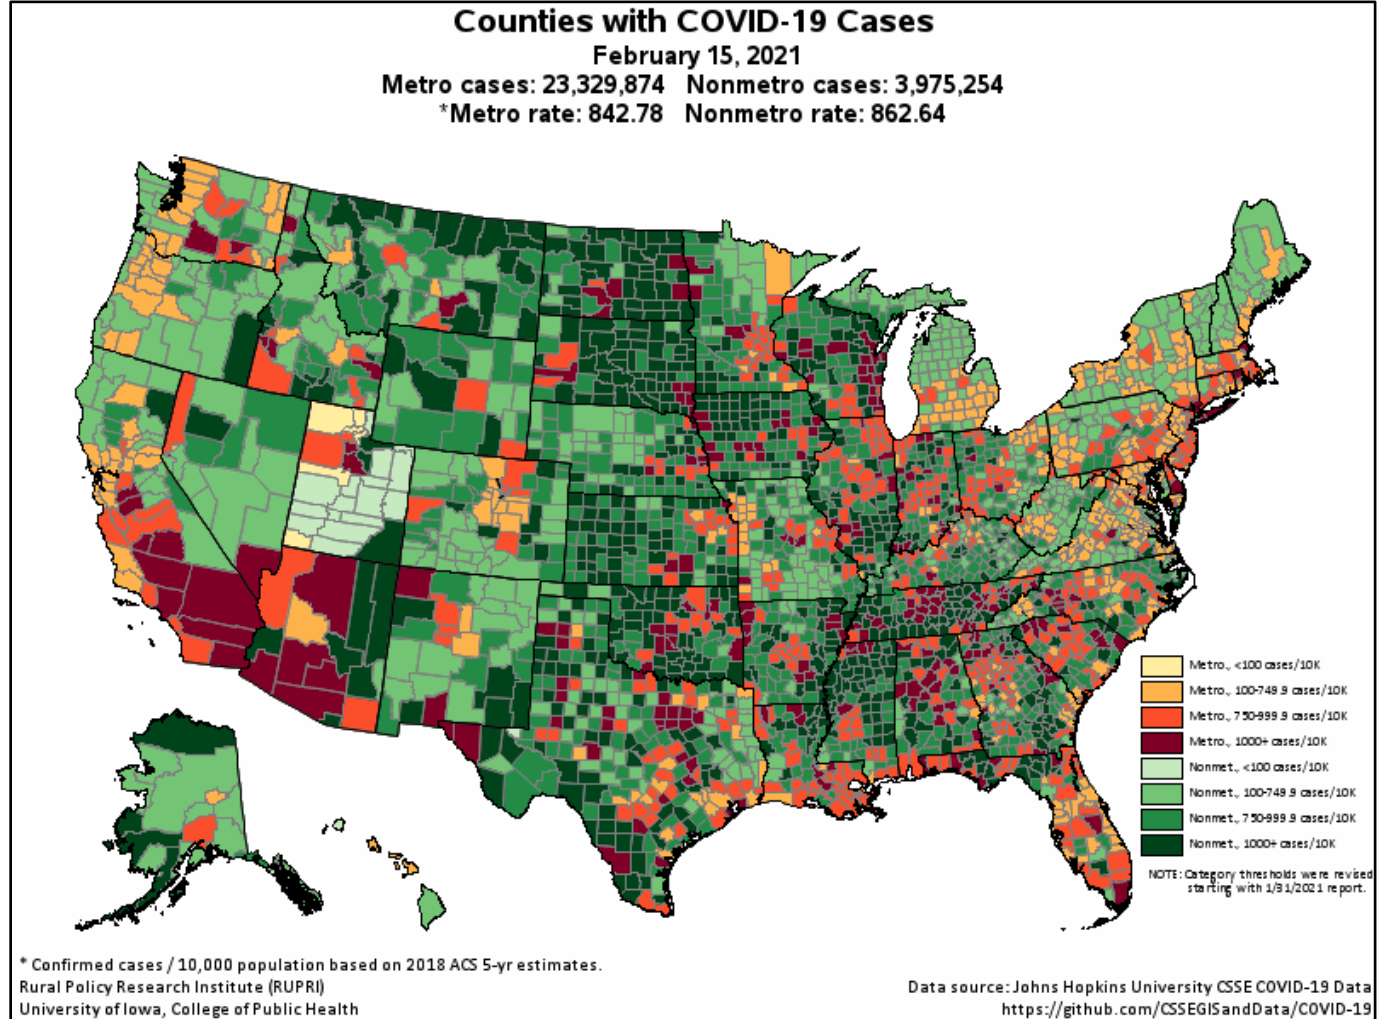 Counties with COVID-19 Cases
February 15, 2021
Metro cases: 23,329,874 Nonmetro cases: 3,975,254
*Metro rate: 842.78 Nonmetro rate: 862.64
Metro., <100 cases/10K
Metro., 100-749.9 cases/10K
Metro., 750-999.9 cases/10K
Metro., 1000+ cases/10K
Nonmet., <100 cases/10K
Nonmet., 100-749.9 cases/10K
Nonmet., 750-999.9 cases/10K
Nonmet., 1000+ cases/10K
NOTE: Category thresholds were revised
starting with 1/31/2021 report.
* Confirmed cases / 10,000 population based on 2018 ACS 5-yr estimates.
Rural Policy Research Institute (RUPRI)
University of Iowa, College of Public Health
Data source: Johns Hopkins University CSSE COVID-19 Data
https://github.com/CSSEGISandData/COVID-19